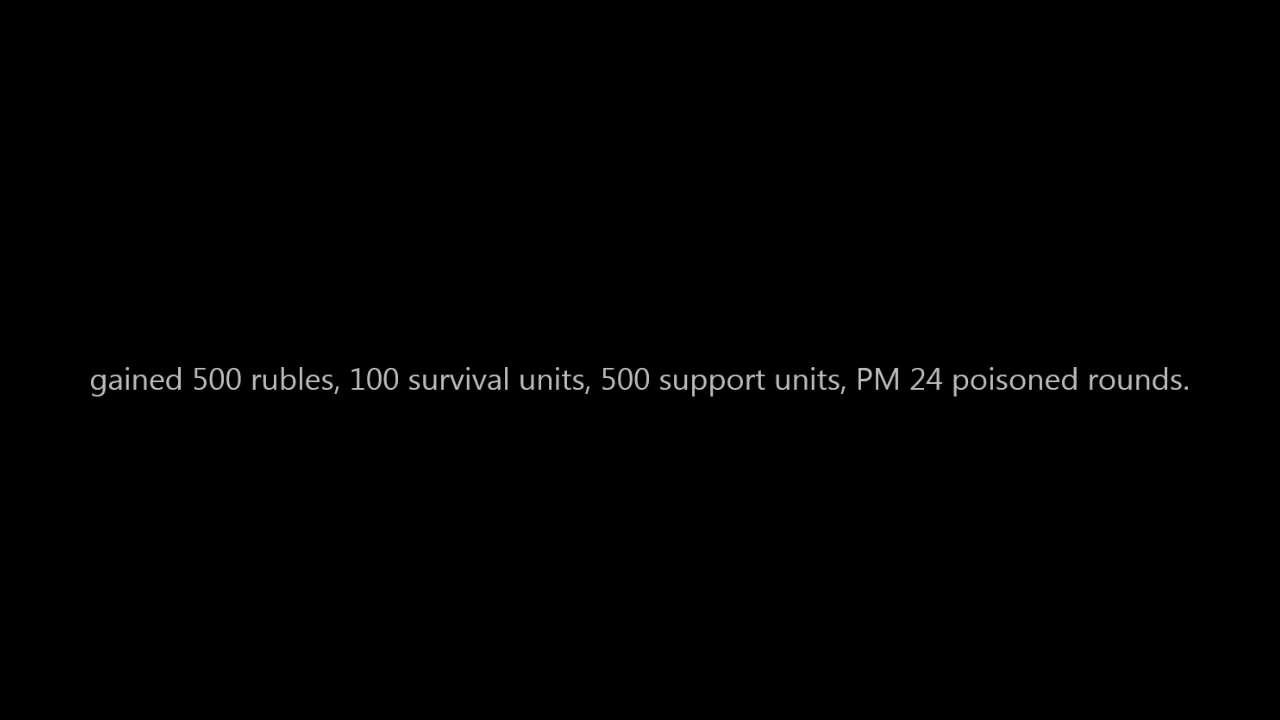 gained 500 rubles, 100 survival units, 500 support units, PM 24 poisoned rounds.